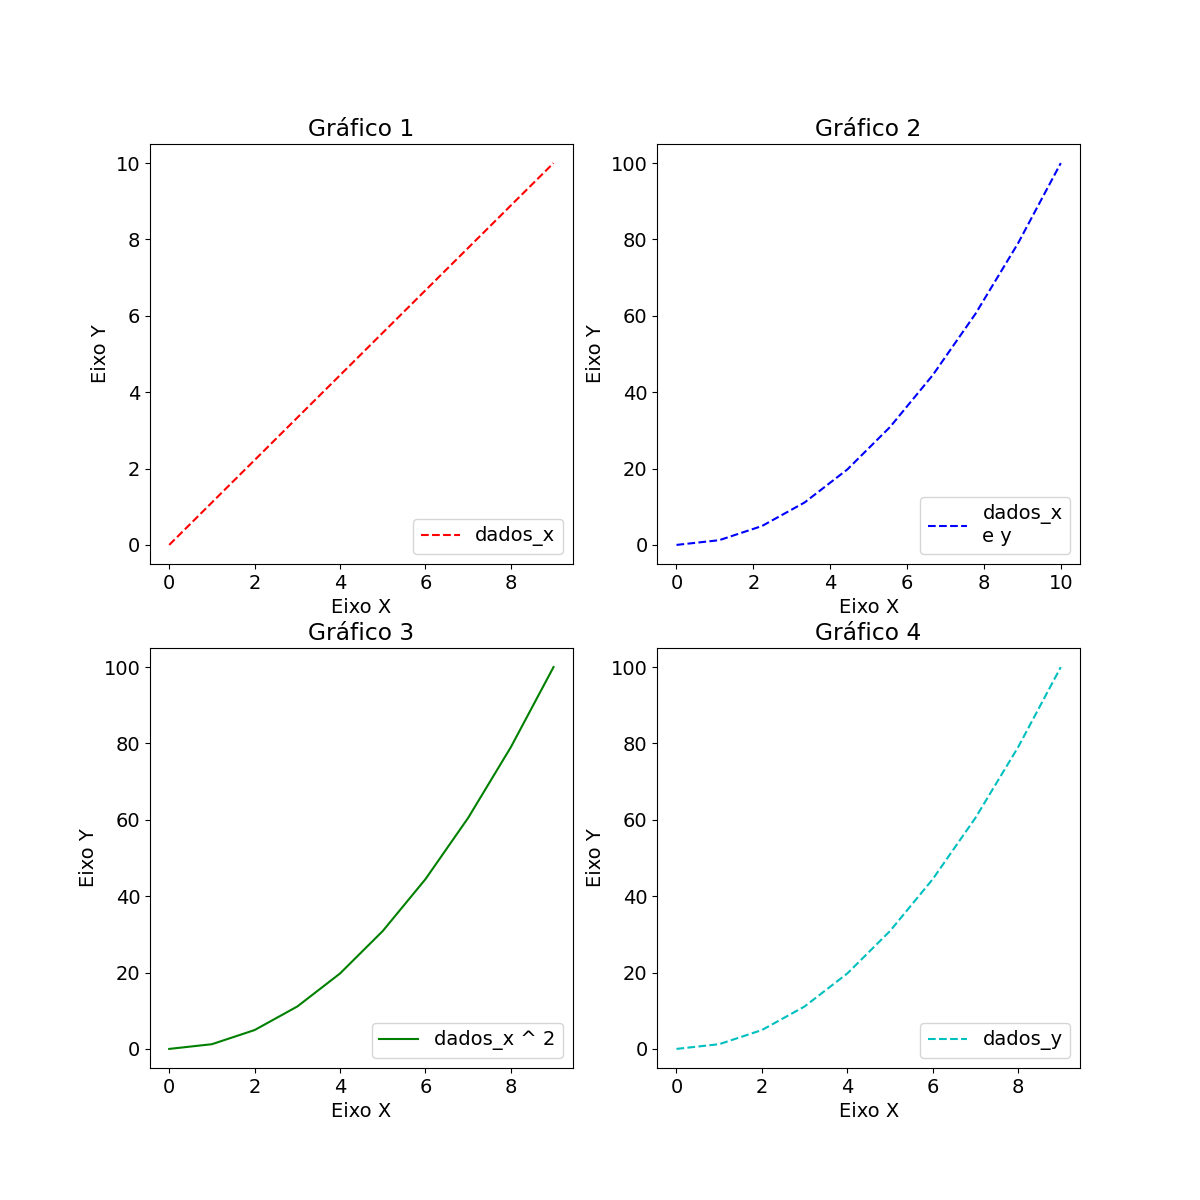 Gráfico 1
10
8
6
4
2
0
Eixo Y
dados_x
0 2 4 6 8
Eixo X
Gráfico 2
100
80
60
40
20
0
Eixo Y
dados_x
e y
0 2 4 6 8 10
Eixo X
Gráfico 3
100
80
60
40
20
0
Eixo Y
dados_x ^ 2
0 2 4 6 8
Eixo X
Gráfico 4
100
80
60
40
20
0
Eixo Y
dados_y
0 2 4 6 8
Eixo X